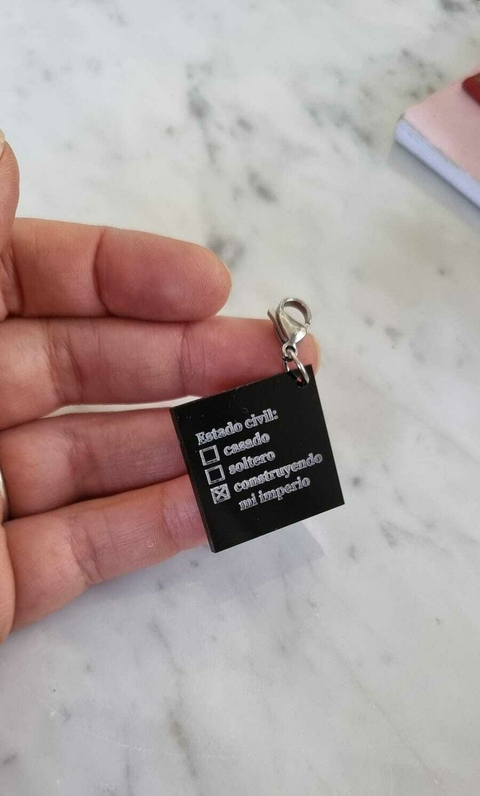 Estado civil:
☐ casado
☐ soltero
☒ construyendo
mi imperio